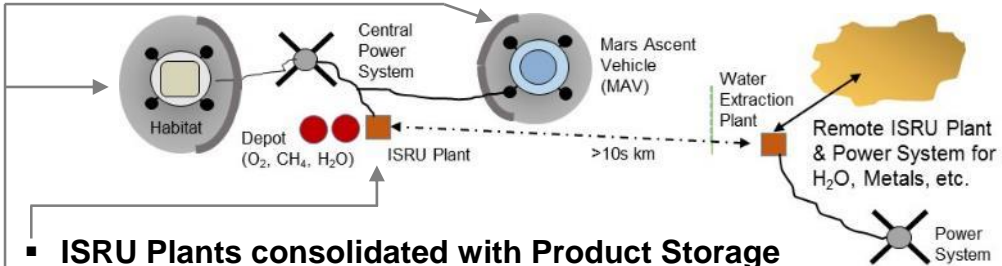 Central
Power
System
Mars Ascent
Vehicle
(MAV)
Water
Extraction
Plant
Habitat
Depot
(O₂, CH₄, H₂O)
ISRU Plant
>10s km
Remote ISRU Plant
& Power System for
H₂O, Metals, etc.
Power
System
▪ ISRU Plants consolidated with Product Storage